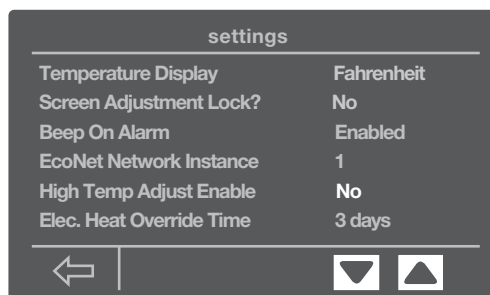 settings
Temperature Display Fahrenheit
Screen Adjustment Lock? No
Beep On Alarm Enabled
EcoNet Network Instance 1
High Temp Adjust Enable No
Elec. Heat Override Time 3 days